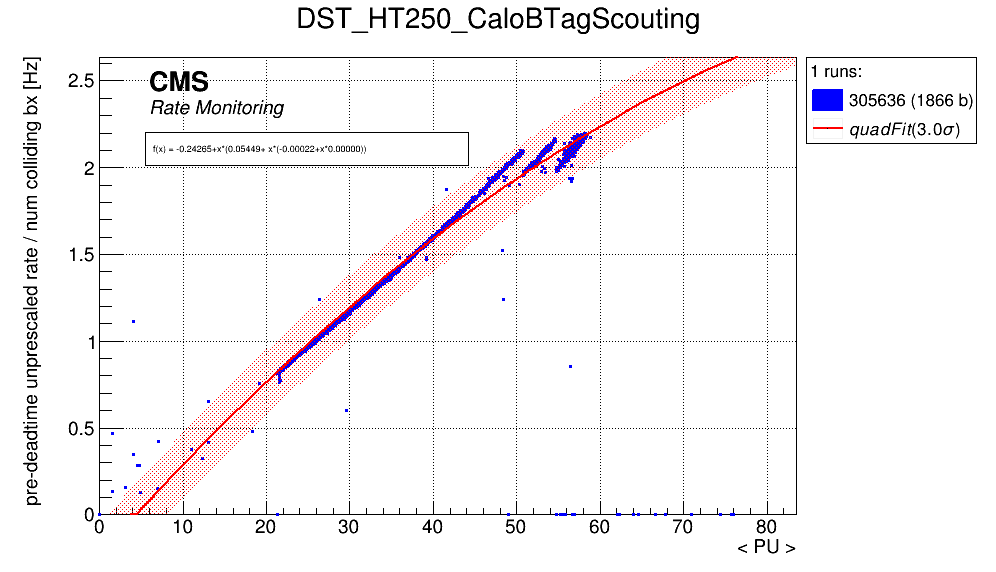 DST_HT250_CaloBTagScouting
pre-deadtime unprescaled rate / num colliding bx [Hz]
CMS
Rate Monitoring
f(x) = -0.24265+x*(0.05449+ x*(-0.00022+x*0.00000))
2.5
2
1.5
1
0.5
0
0 10 20 30 40 50 60 70 80
< PU >
1 runs:
305636 (1866 b)
quadFit(3.0σ)